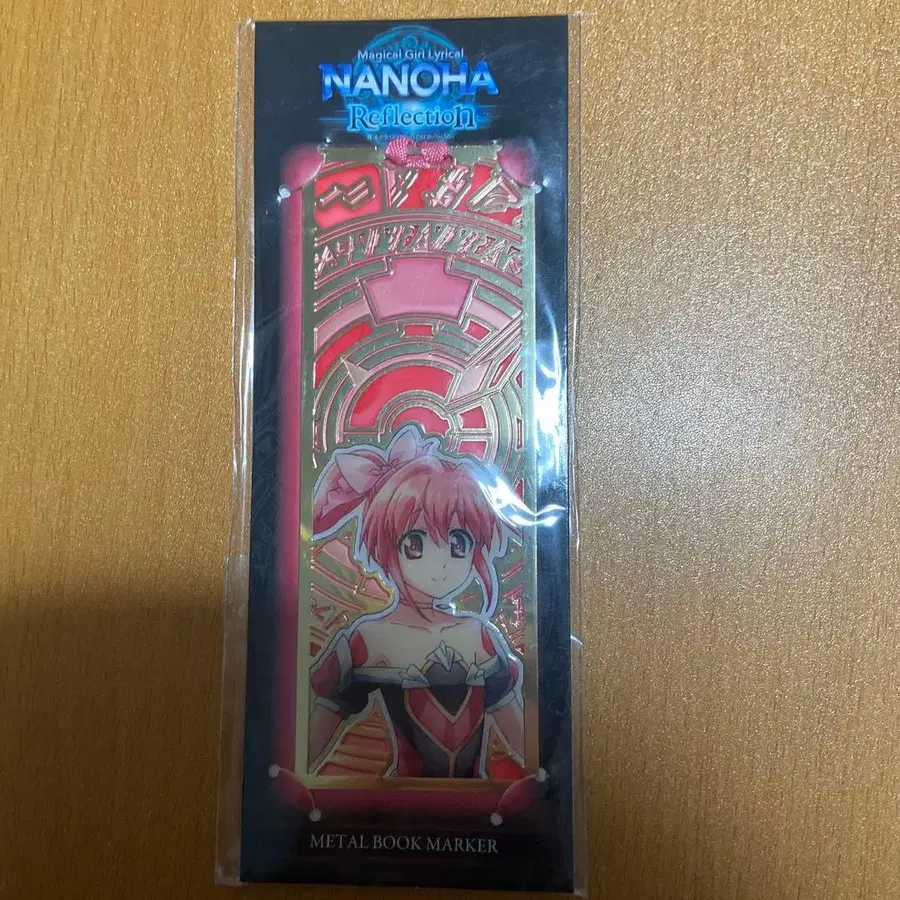 Magical Girl Lyrical
NANOHA
Reflection
METAL BOOK MARKER